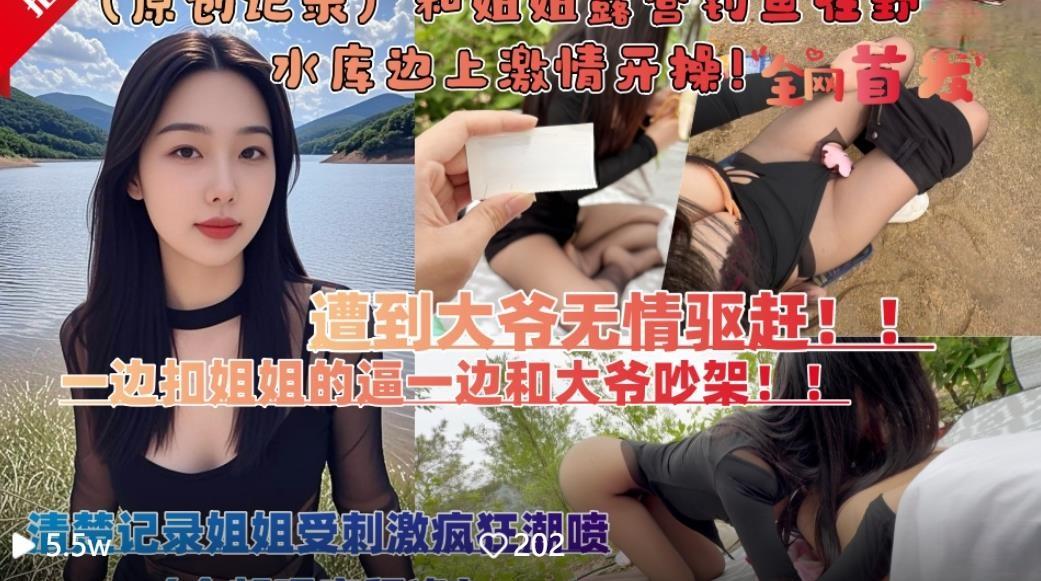 （原创记录）和姐姐露营钓鱼在野
水库边上激情开操！
全网首发
遭到大爷无情驱赶！！
一边扣姐姐的逼一边和大爷吵架！！
清楚记录姐姐受刺激疯狂潮喷
5.5w
202